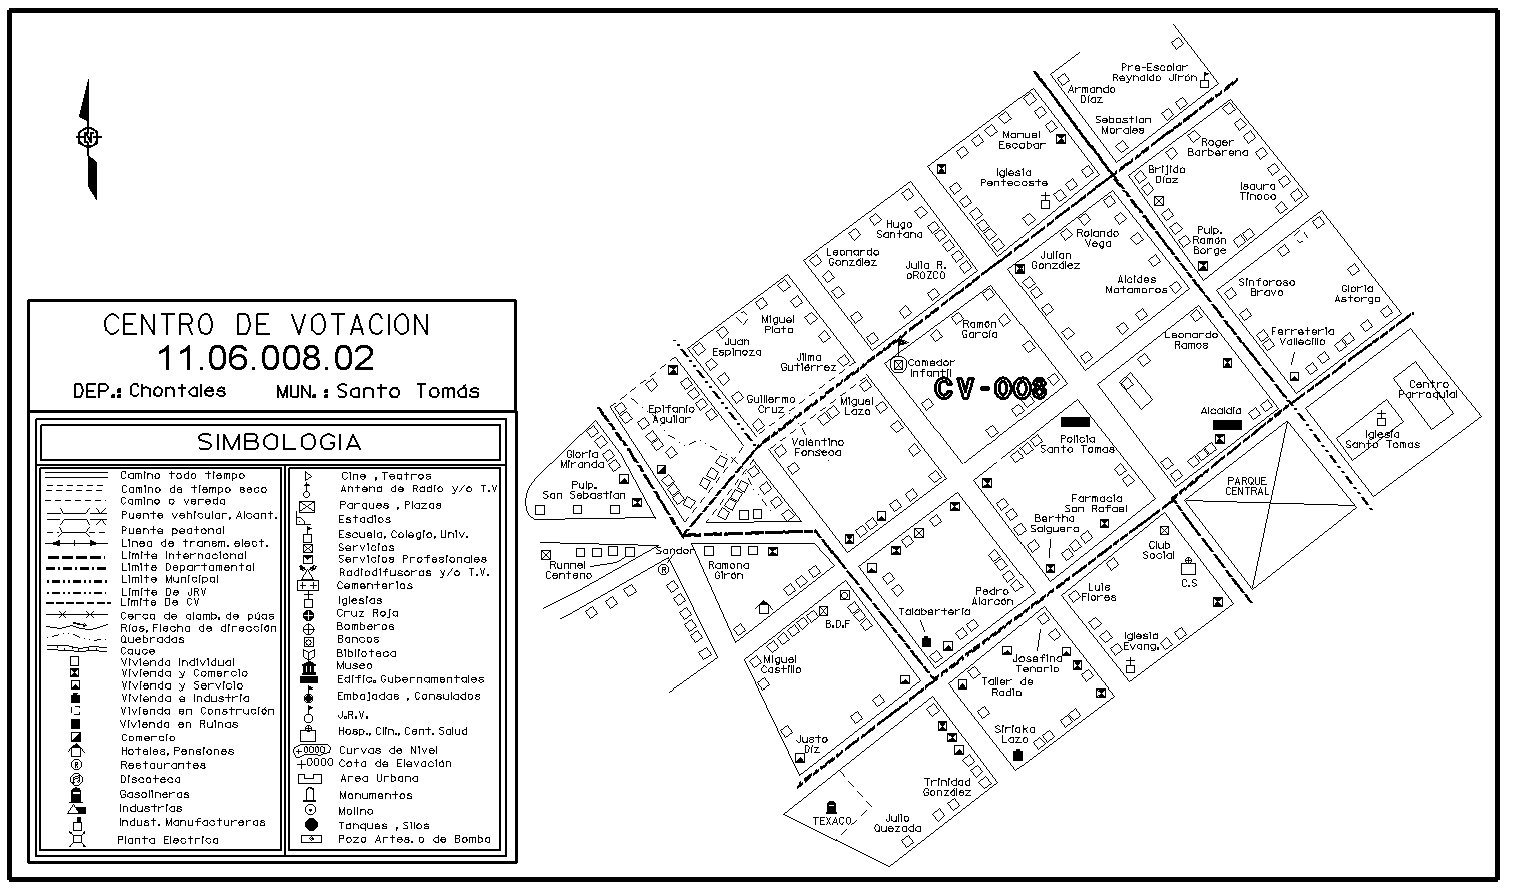 N
CENTRO DE VOTACION
11.06.008.02
DEP.: Chontales MUN.: Santo Tomás
SIMBOLOGIA
Camino todo tiempo
Camino de tiempo seco
Camino o vereda
Puente vehicular, Alcant.
Puente peatonal
Linea de transm. elect.
Limite Internacional
Limite Departamental
Limite Municipal
Limite De JRV
Limite De CV
Cerca de alamb. de púas
Ríos, Flecha de dirección
Quebradas
Cauce
Vivienda Individual
Vivienda y Comercio
Vivienda y Servicio
Vivienda e Industria
Vivienda en Construción
Vivienda en Ruinas
Comercio
Hoteles, Pensiones
Restaurantes
Discoteca
Gasolineras
Industrias
Indust. Manufactureras
Planta Electrica
Cine , Teatros
Antena de Radio y/o T.V
Parques , Plazas
Estadios
Escuela, Colegio, Univ.
Servicios
Servicios Profesionales
Radiodifusoras y/o T.V.
Cementerios
Iglesias
Cruz Roja
Bomberos
Bancos
Biblioteca
Museo
Edific. Gubernamentales
Embajadas , Consulados
J.R.V.
Hosp., Clin., Cent. Salud
+0000 Curvas de Nivel
+0000 Cota de Elevación
Area Urbana
Monumentos
Molino
Tanques , Silos
Pozo Artes. o de Bomba
Pre-Escolar
Reynaldo Jirón
Armando
Díaz
Sebastian
Morales
Manuel
Escobar
Iglesia
Pentecoste
Roger
Barberena
Brijido
Díaz
Isaura
Tinoco
Pulp.
Ramón
Borge
Hugo
Santana
Leonardo
González
Julia R.
oROZCO
Rolando
Vega
Julian
González
Alcides
Matamoros
Sinforoso
Bravo
Gloria
Astorga
Ferreteria
Vallecillo
Miguel
Plata
Juan
Espinoza
Jilma
Gutiérrez
Ramón
García
Comedor
Infantil
CV-008
Leonardo
Ramos
Alcaldia
Centro
Parroquial
Iglesia
Santo Tomas
Epifanio
Aguilar
Guillermo
Cruz
Miguel
Lazo
Valentino
Fonseca
Policia
Santo Tomas
PARQUE
CENTRAL
Gloria
Miranda
Pulp.
San Sebastian
Farmacia
San Rafael
Bertha
Salguera
Club
Social
C.S
Runnel
Centeno
Sandor
R
Ramona
Girón
Pedro
Alarcón
Talaberteria
Luis
Flores
Iglesia
Evang.
B.D.F
Miguel
Castillo
Josefina
Tenorio
Taller de
Radio
Siriaka
Lazo
Justo
Díz
Trinidad
González
TEXACO
Julio
Quezada